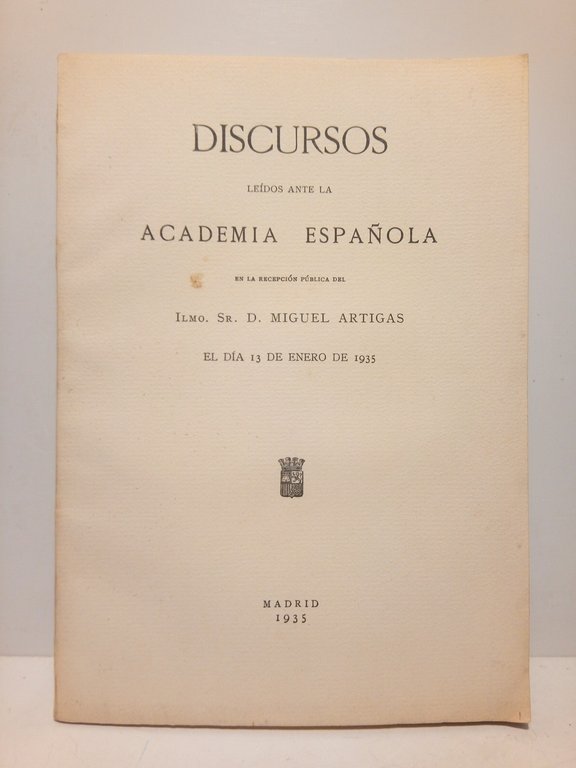 DISCURSOS
LEÍDOS ANTE LA
ACADEMIA ESPAÑOLA
EN LA RECEPCIÓN PÚBLICA DEL
ILMO. SR. D. MIGUEL ARTIGAS
EL DÍA 13 DE ENERO DE 1935
MADRID
1935